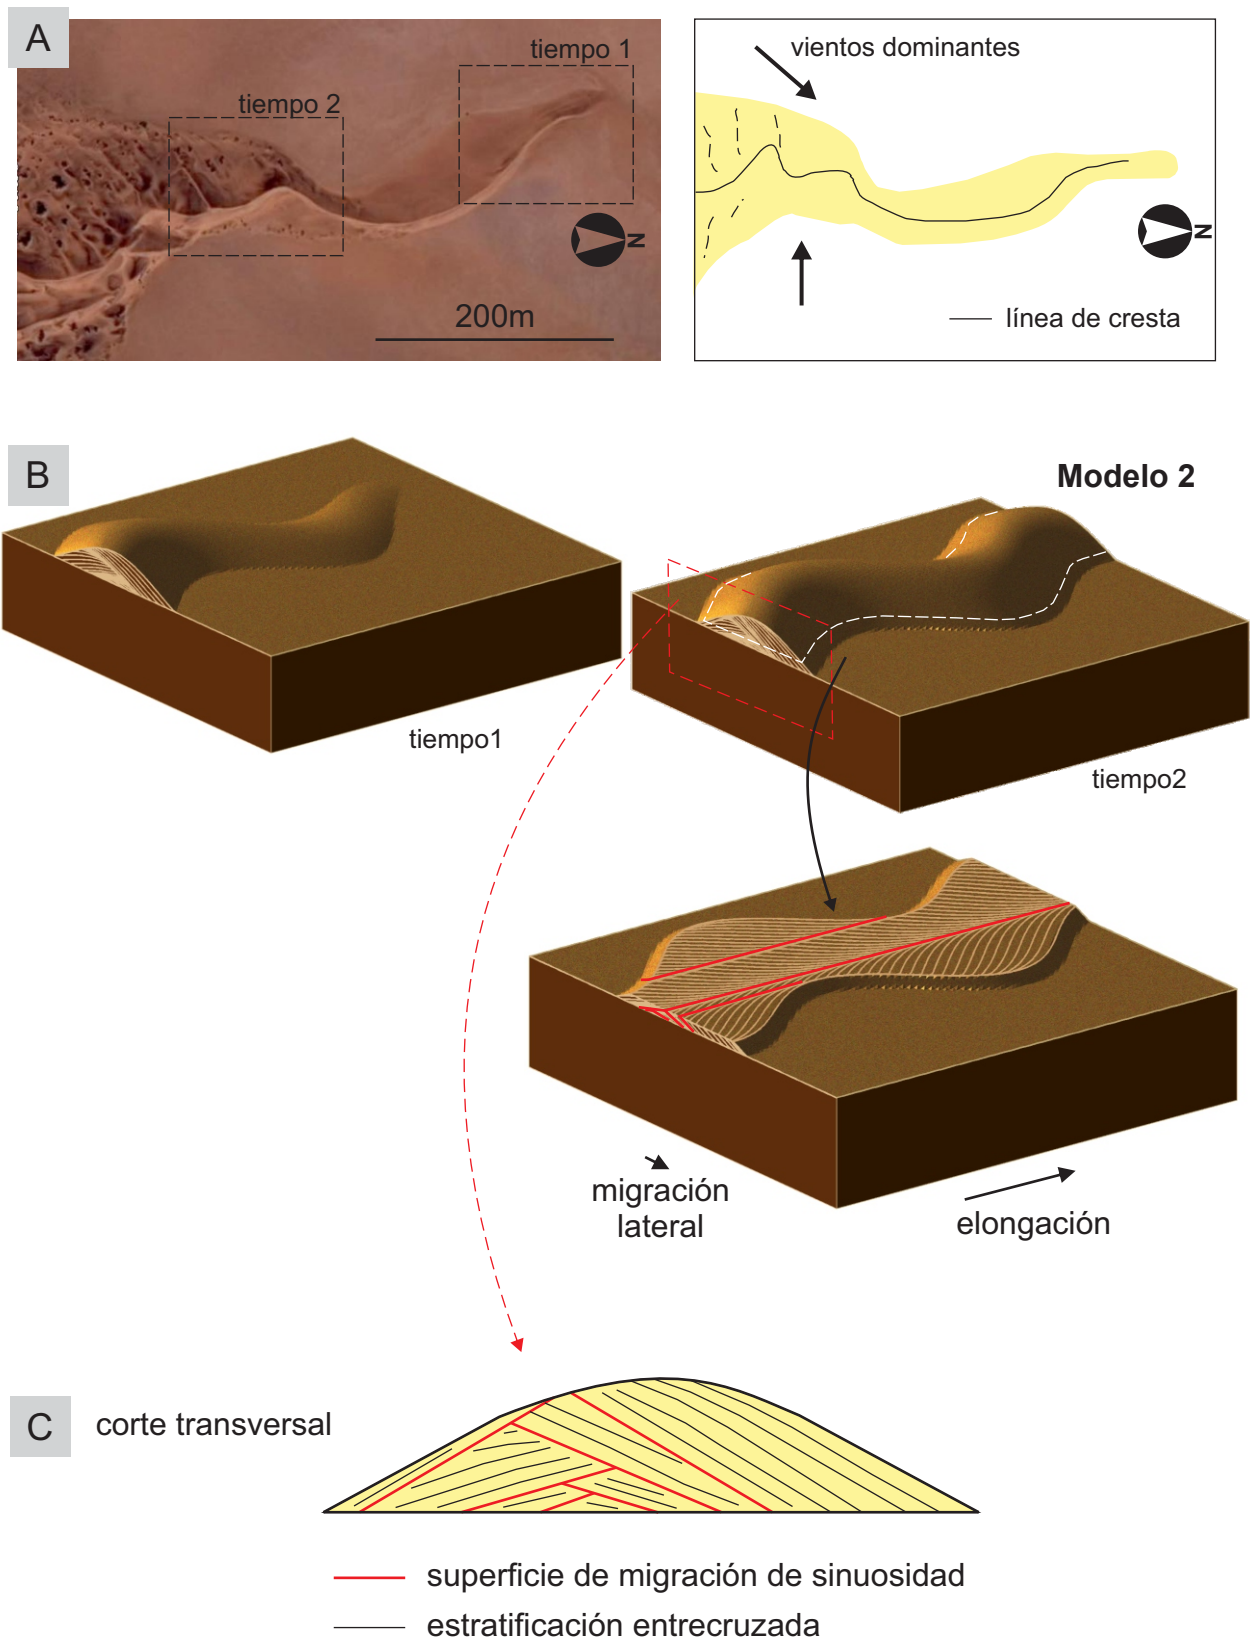 A
tiempo 1
tiempo 2
N
200m
vientos dominantes
N
línea de cresta
B
Modelo 2
tiempo1
tiempo2
migración
lateral
elongación
C
corte transversal
superficie de migración de sinuosidad
estratificación entrecruzada